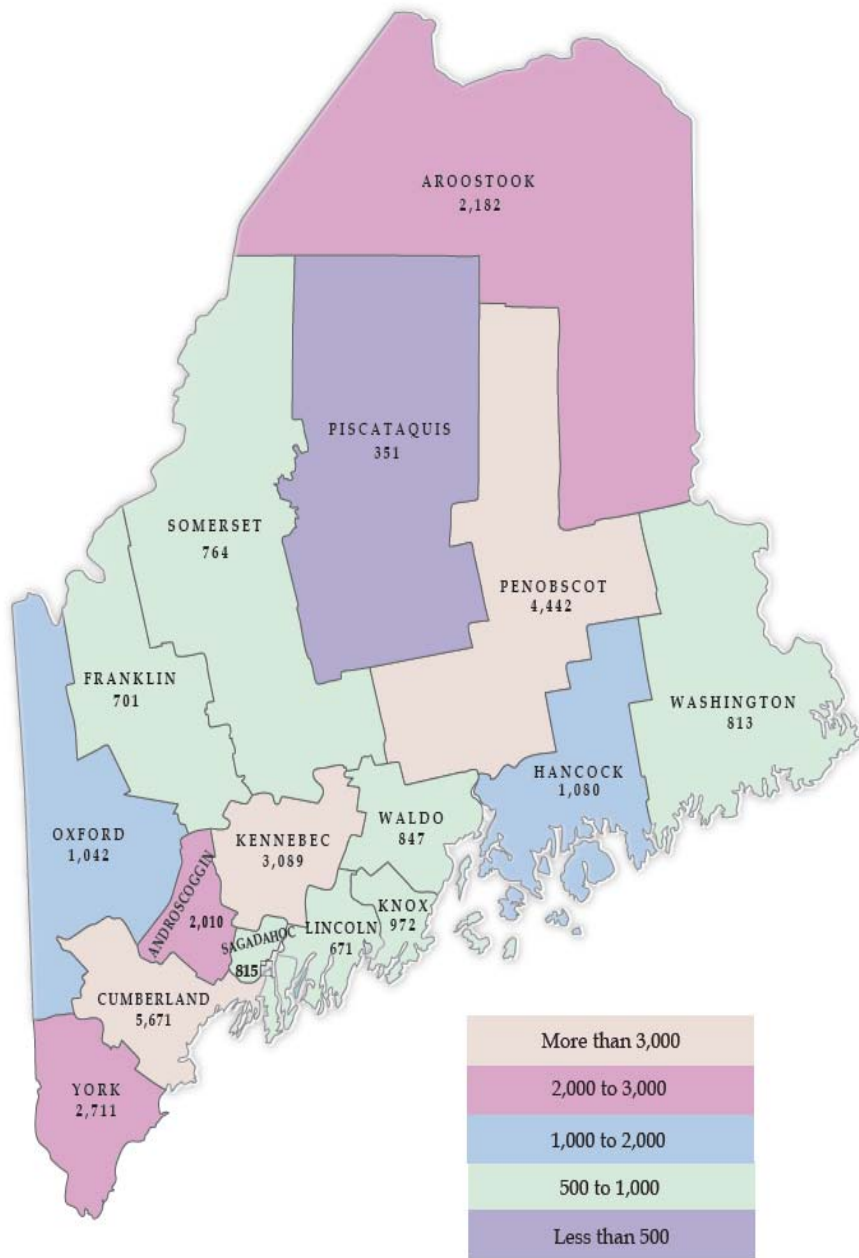 AROOSTOOK
2,182
PISCATAQUIS
351
SOMERSET
764
PENOBSCOT
4,442
FRANKLIN
701
WASHINGTON
813
HANCOCK
1,080
OXFORD
1,042
KENNEBEC
3,089
WALDO
847
ANDROSCOGGIN
2,010
SAGADAHOC
815
LINCOLN
671
KNOX
972
CUMBERLAND
5,671
YORK
2,711
More than 3,000
2,000 to 3,000
1,000 to 2,000
500 to 1,000
Less than 500